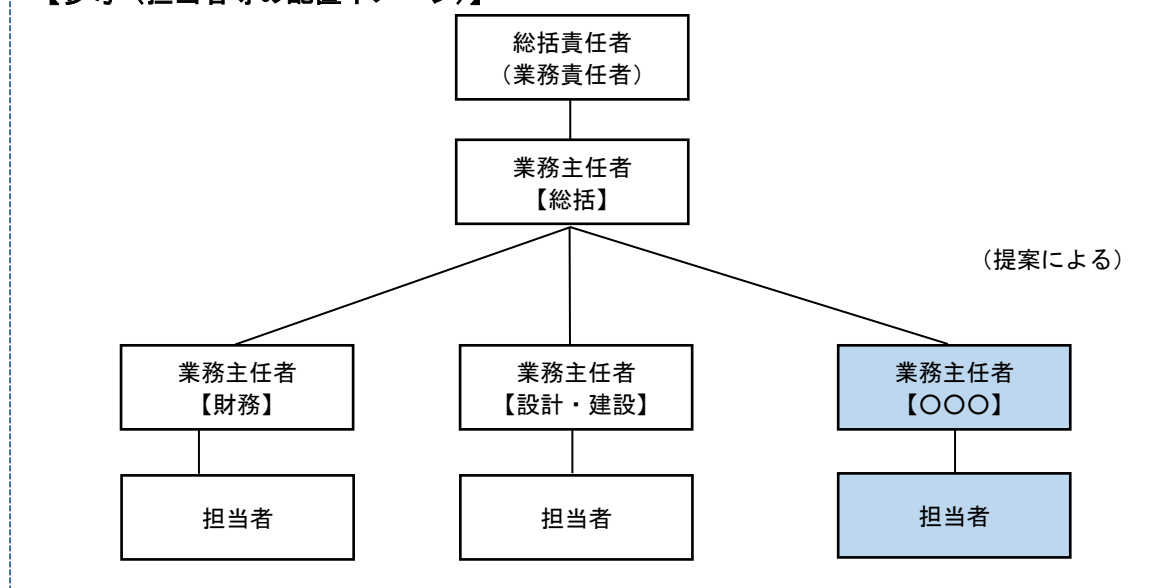 総括責任者
（業務責任者）
業務主任者
【総括】
（提案による）
業務主任者
【財務】
業務主任者
【設計・建設】
業務主任者
【〇〇〇】
担当者
担当者
担当者